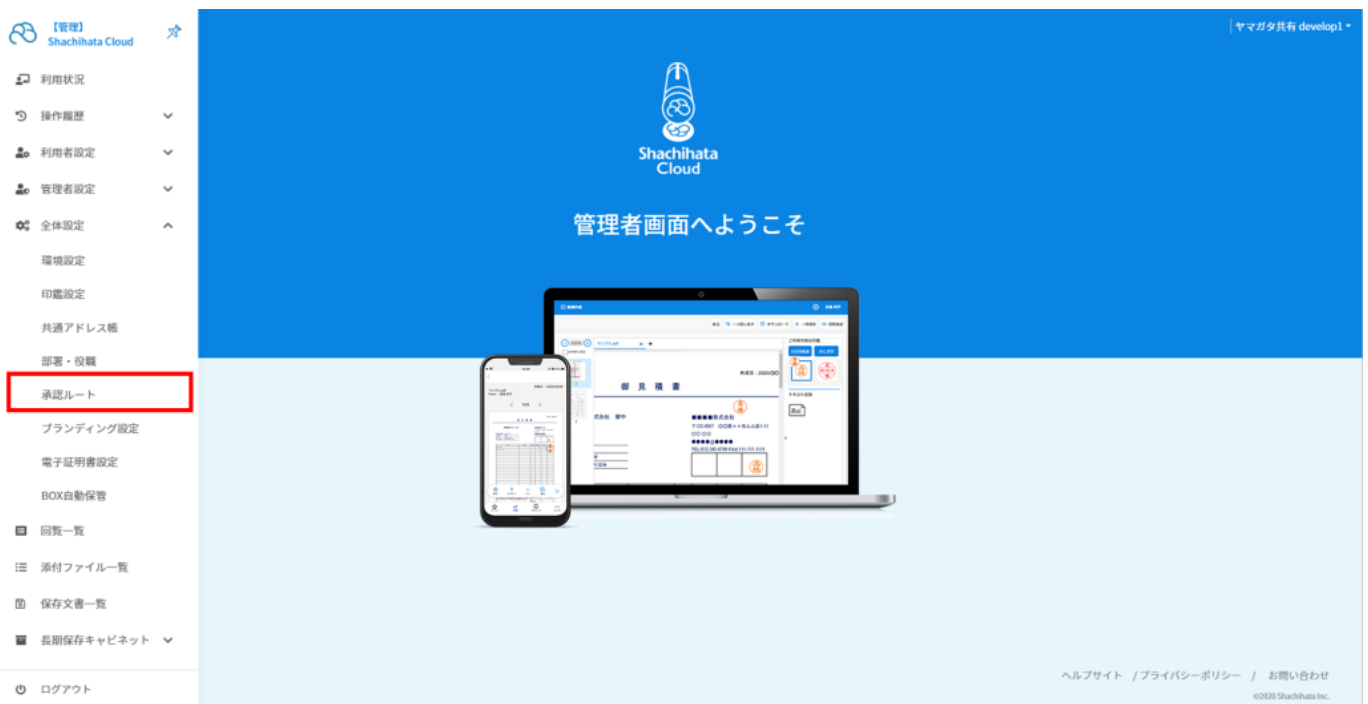 【管理】
Shachihata Cloud
利用状況
操作履歴
利用者設定
管理者設定
全体設定
環境設定
印鑑設定
共通アドレス帳
部署・役職
承認ルート
ブランディング設定
電子証明書設定
BOX自動保管
回覧一覧
添付ファイル一覧
保存文書一覧
長期保存キャビネット
ログアウト
ヤマガタ共有 develop1
Shachihata
Cloud
管理者画面へようこそ
御 見 積 書
ヘルプサイト / プライバシーポリシー / お問い合わせ
©2020 Shachihata Inc.